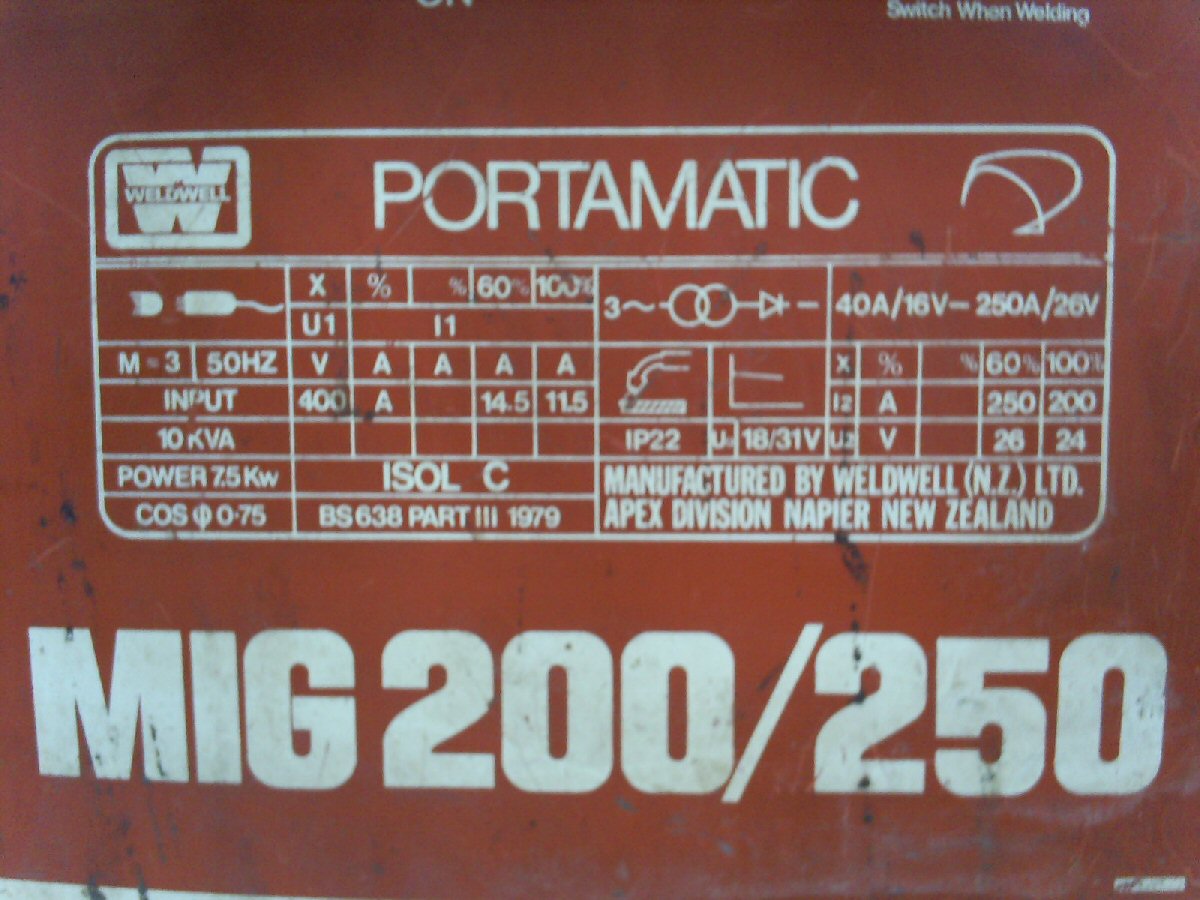 Switch When Welding
WELDWELL
PORTAMATIC
X % % 60% 100%
U1 I1
M~3 50HZ V A A A A
INPUT 400 A 14.5 11.5
10 KVA
POWER 7.5 Kw ISOL C
COS φ 0·75 BS 638 PART III 1979
3~ – 40A/16V – 250A/26V
X % % 60% 100%
I2 A 250 200
IP22 18/31V U2 V 26 24
MANUFACTURED BY WELDWELL (N.Z.) LTD.
APEX DIVISION NAPIER NEW ZEALAND
MIG 200/250